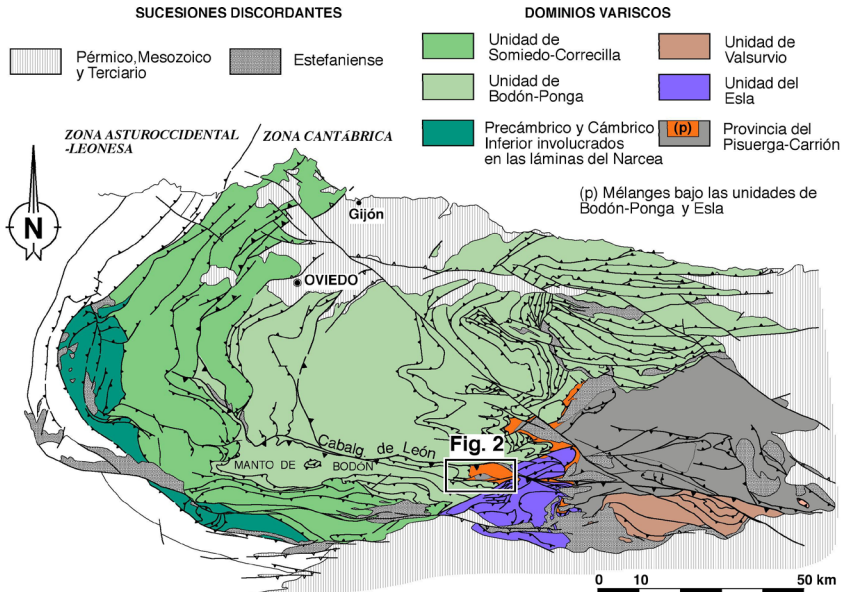 SUCESIONES DISCORDANTES
DOMINIOS VARISCOS
Pérmico, Mesozoico
y Terciario
Estefaniense
Unidad de
Somiedo-Correcilla
Unidad de
Valsurvio
Unidad de
Bodón-Ponga
Unidad del
Esla
Precámbrico y Cámbrico
Inferior involucrados
en las láminas del Narcea
(p)
Provincia del
Pisuerga-Carrión
(p) Mélanges bajo las unidades de
Bodón-Ponga y Esla
ZONA ASTUROCCIDENTAL
-LEONESA
ZONA CANTÁBRICA
N
Gijón
OVIEDO
Cabalg. de León
Fig. 2
MANTO DE BODÓN
0 10 50 km